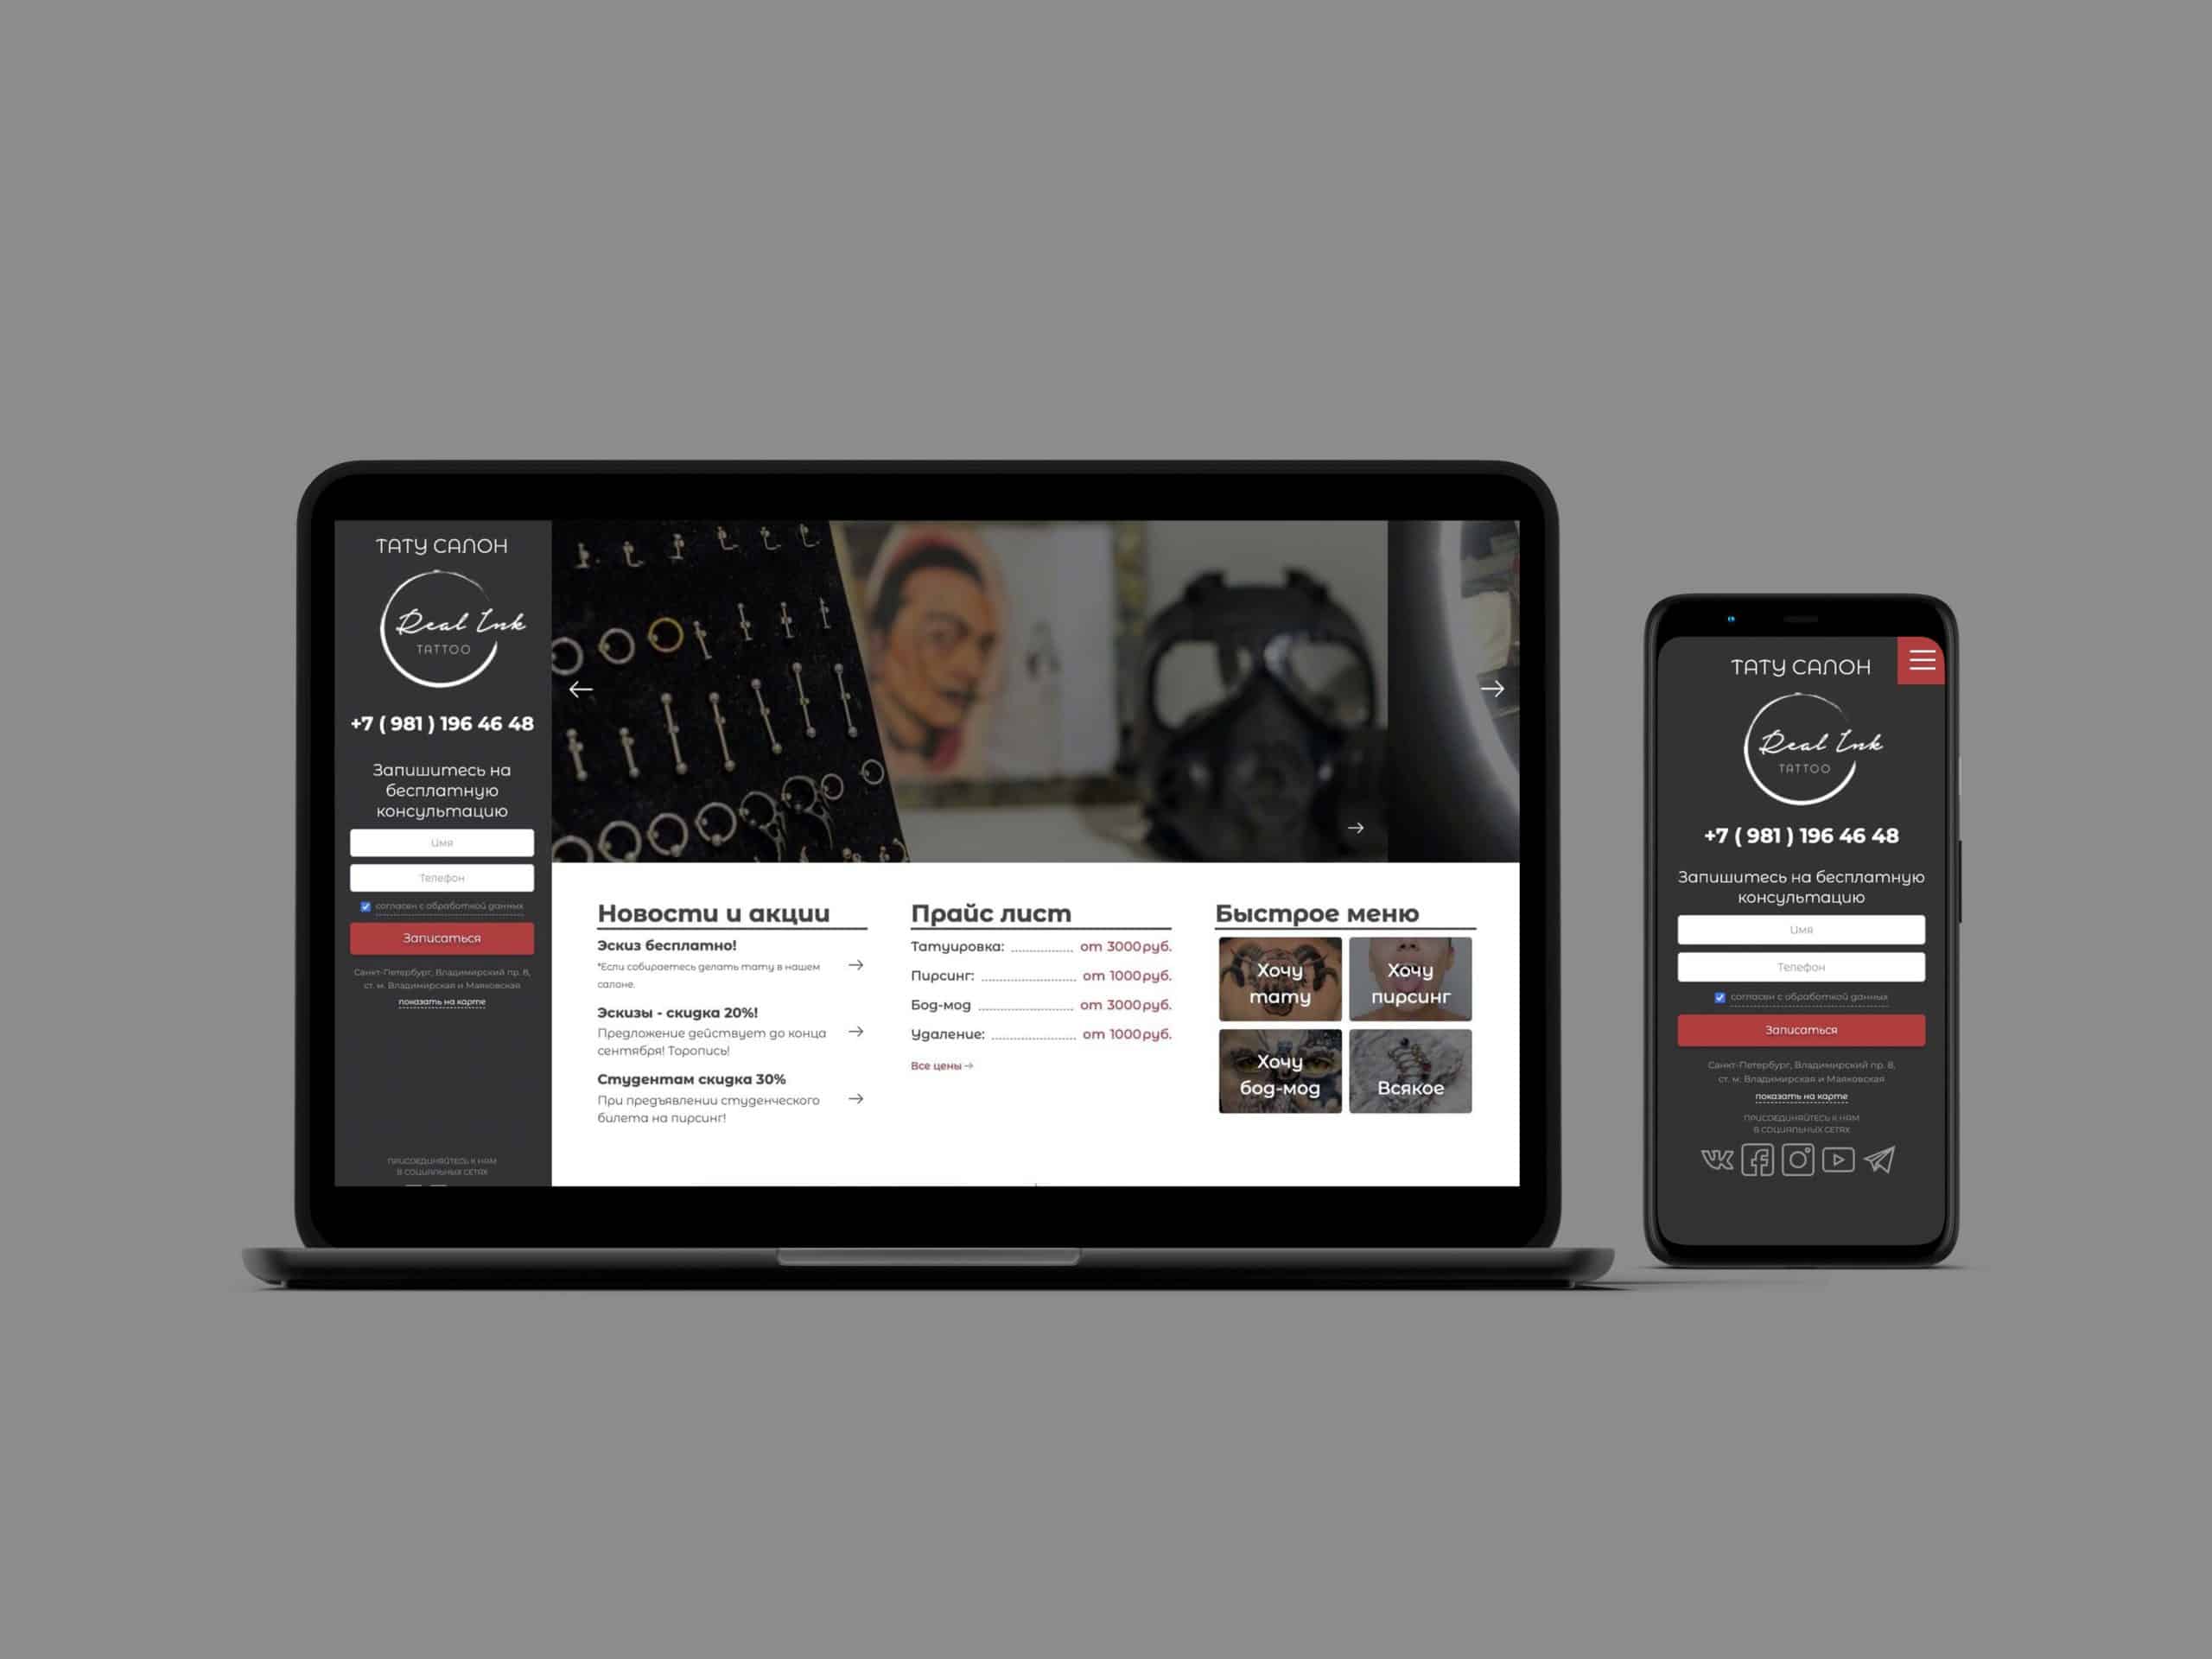 ТАТУ САЛОН
Real Ink
TATTOO
+7 ( 981 ) 196 46 48
Запишитесь на
бесплатную
консультацию
Имя
Телефон
согласен с обработкой данных
Записаться
Санкт-Петербург, Владимирский пр. 8,
ст. м. Владимирская и Маяковская
показать на карте
ПРИСОЕДИНЯЙТЕСЬ К НАМ
В СОЦИАЛЬНЫХ СЕТЯХ
Новости и акции
Эскиз бесплатно!
*Если собираетесь делать тату в нашем
салоне.
Эскизы - скидка 20%!
Предложение действует до конца
сентября! Торопись!
Студентам скидка 30%
При предъявлении студенческого
билета на пирсинг!
Прайс лист
Татуировка: от 3000руб.
Пирсинг: от 1000руб.
Бод-мод от 3000руб.
Удаление: от 1000руб.
Все цены
Быстрое меню
Хочу
тату
Хочу
пирсинг
Хочу
бод-мод
Всякое
ТАТУ САЛОН
Real Ink
TATTOO
+7 ( 981 ) 196 46 48
Запишитесь на бесплатную
консультацию
Имя
Телефон
согласен с обработкой данных
Записаться
Санкт-Петербург, Владимирский пр. 8,
ст. м. Владимирская и Маяковская
показать на карте
ПРИСОЕДИНЯЙТЕСЬ К НАМ
В СОЦИАЛЬНЫХ СЕТЯХ